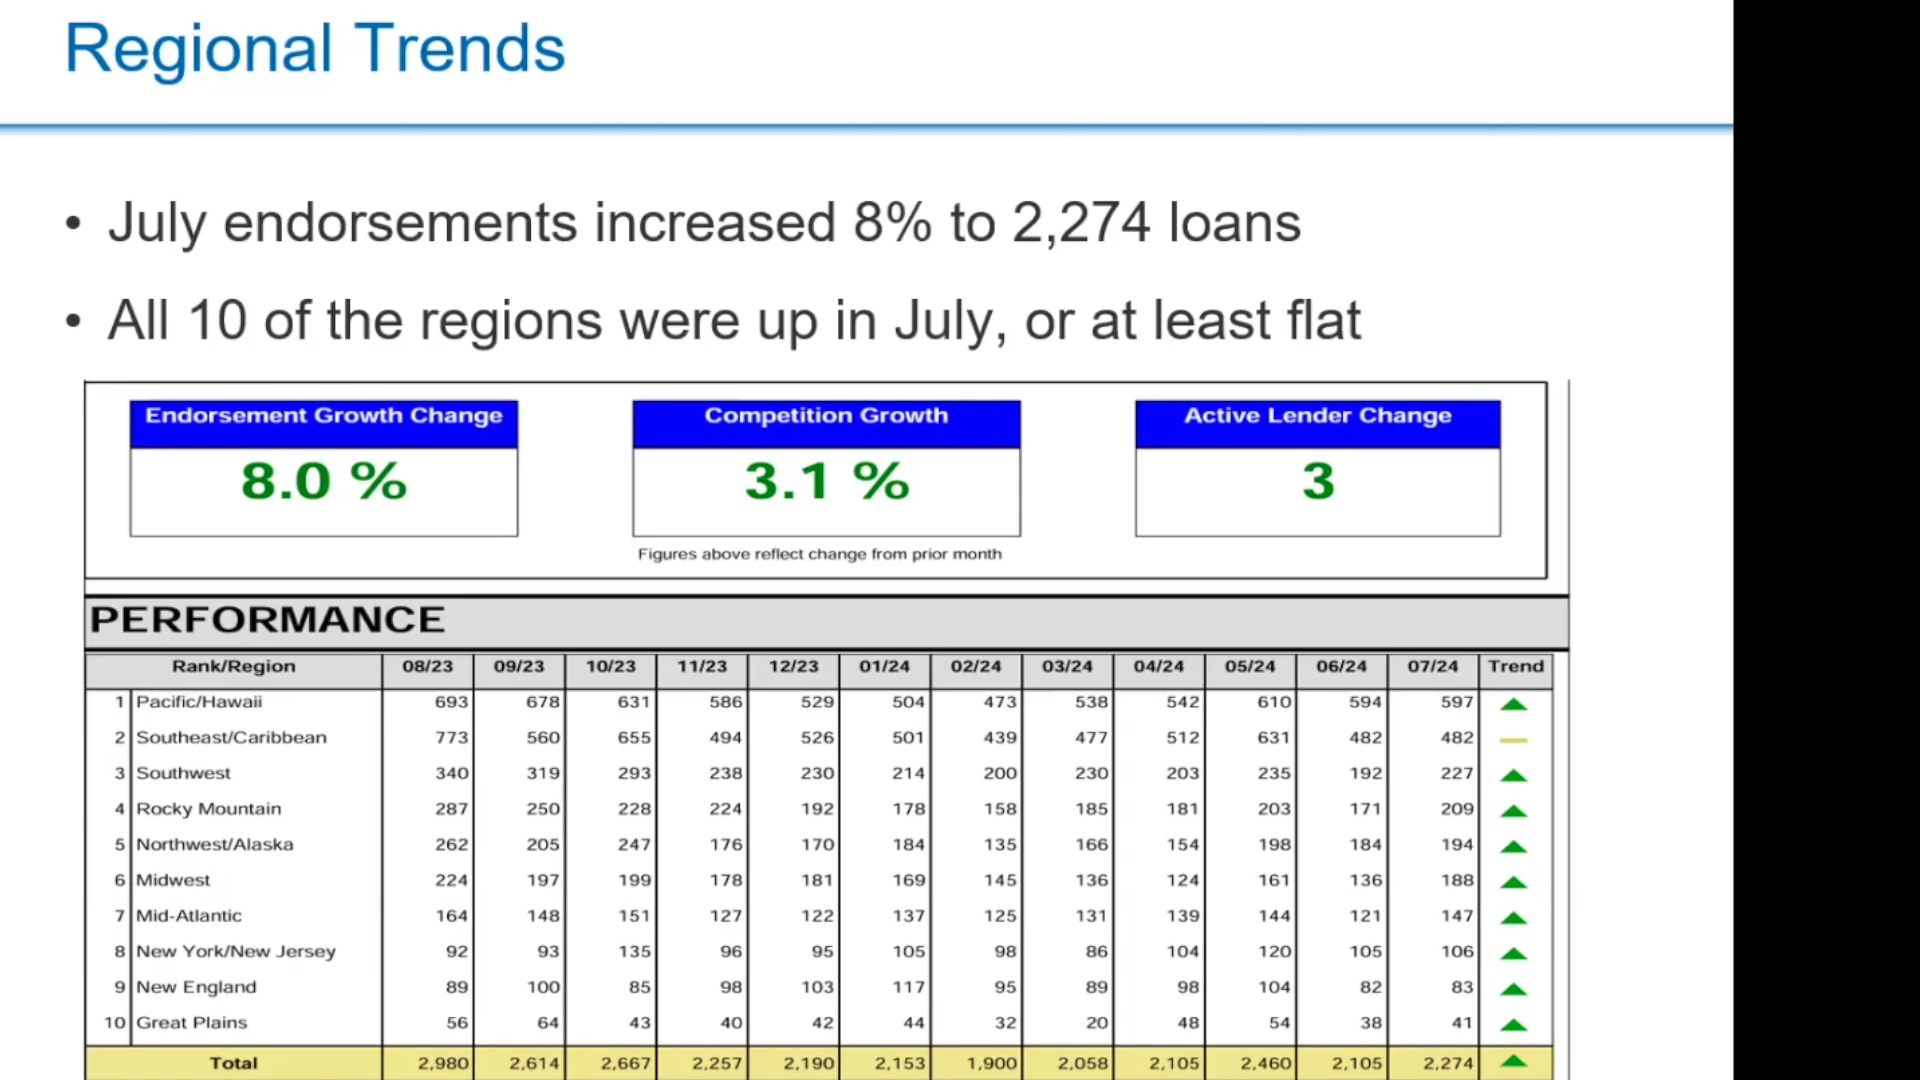 Regional Trends
• July endorsements increased 8% to 2,274 loans
• All 10 of the regions were up in July, or at least flat
Endorsement Growth Change Competition Growth Active Lender Change
8.0 % 3.1 % 3
Figures above reflect change from prior month
PERFORMANCE
Rank/Region 08/23 09/23 10/23 11/23 12/23 01/24 02/24 03/24 04/24 05/24 06/24 07/24 Trend
1 Pacific/Hawaii 693 678 631 586 529 504 473 538 542 610 594 597
2 Southeast/Caribbean 773 560 655 494 526 501 439 477 512 631 482 482
3 Southwest 340 319 293 238 230 214 200 230 203 235 192 227
4 Rocky Mountain 287 250 228 224 192 178 158 185 181 203 171 209
5 Northwest/Alaska 262 205 247 176 170 184 135 166 154 198 184 194
6 Midwest 224 197 199 178 181 169 145 136 124 161 136 188
7 Mid-Atlantic 164 148 151 127 122 137 125 131 139 144 121 147
8 New York/New Jersey 92 93 135 96 95 105 98 86 104 120 105 106
9 New England 89 100 85 98 103 117 95 89 98 104 82 83
10 Great Plains 56 64 43 40 42 44 32 20 48 54 38 41
Total 2,980 2,614 2,667 2,257 2,190 2,153 1,900 2,058 2,105 2,460 2,105 2,274